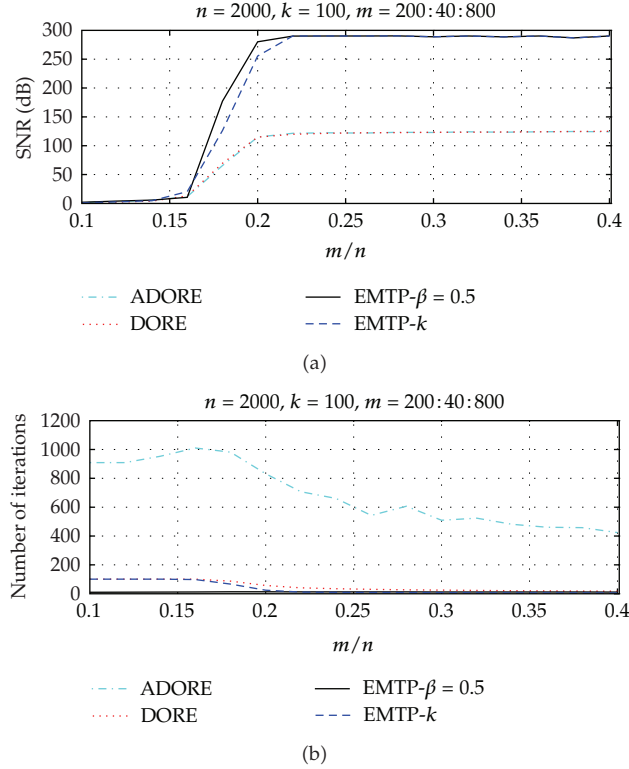 n = 2000, k = 100, m = 200:40:800
SNR (dB)
300
250
200
150
100
50
0
0.1 0.15 0.2 0.25 0.3 0.35 0.4
m/n
ADORE EMTP-β = 0.5
DORE EMTP-k
(a)
n = 2000, k = 100, m = 200:40:800
Number of iterations
1200
1000
800
600
400
200
0
0.1 0.15 0.2 0.25 0.3 0.35 0.4
m/n
ADORE EMTP-β = 0.5
DORE EMTP-k
(b)